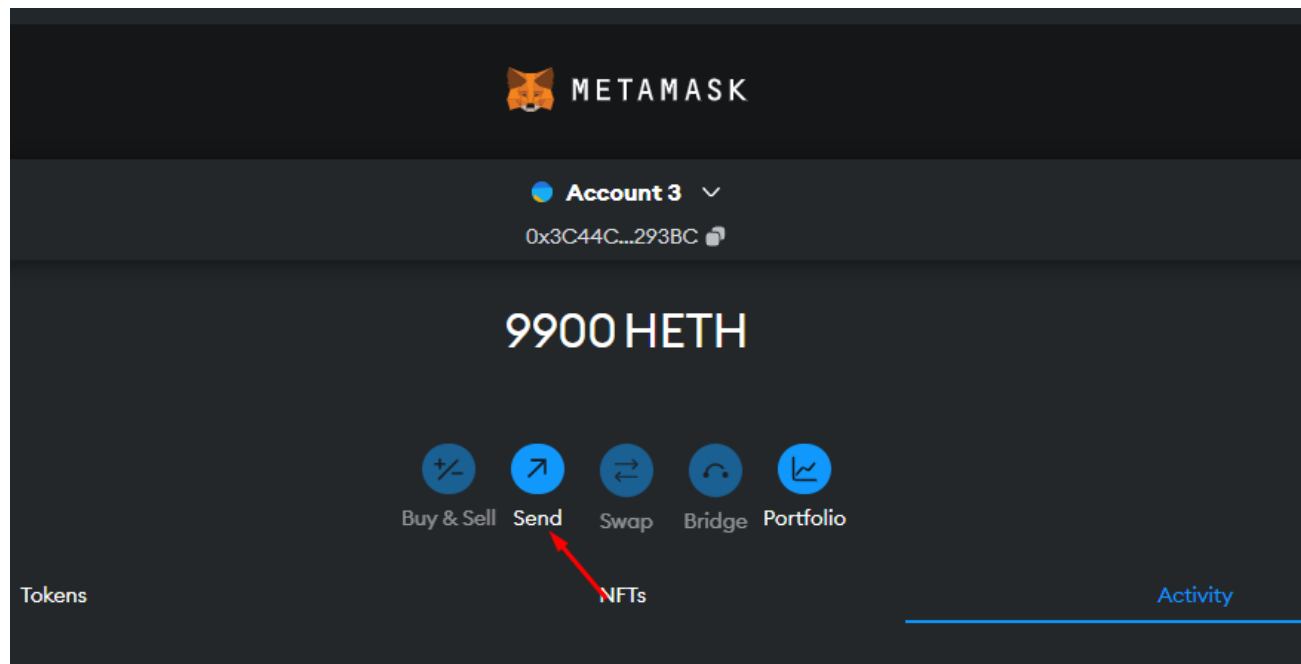 METAMASK
Account 3
0x3C44C...293BC
9900 HETH
Buy & Sell Send Swap Bridge Portfolio
Tokens NFTs Activity